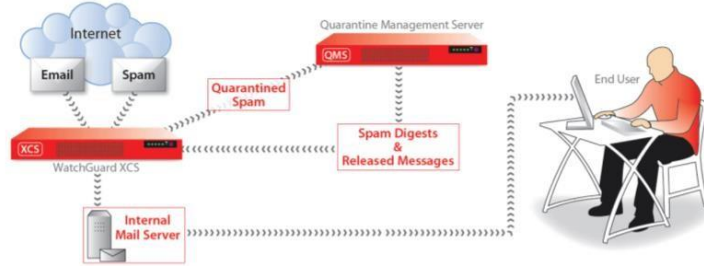 Internet
Email
Spam
Quarantine Management Server
QMS
Quarantined
Spam
End User
XCS
WatchGuard XCS
Spam Digests
&
Released Messages
Internal
Mail Server